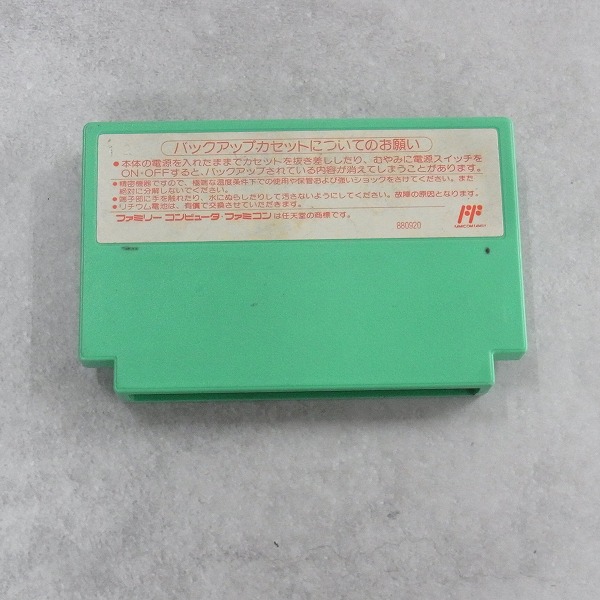 バックアップカセットについてのお願い
●本体の電源を入れたままでカセットを抜き差ししたり、むやみに電源スイッチを
ON・OFFすると、バックアップされている内容が消えてしまうことがあります。
●精密機器ですので、極端な温度条件下での使用や保管および強いショックをさけてください。また
絶対に分解しないでください。
●端子部に手を触れたり、水にぬらしたりして汚さないようにしてください。故障の原因となります。
●リチウム電池は、有償で交換させていただきます。
ファミリーコンピュータ・ファミコンは任天堂の商標です。
880920